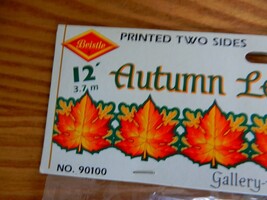 PRINTED TWO SIDES
Beistle
12'
3.7 m
Autumn Le
NO. 90100
Gallery-